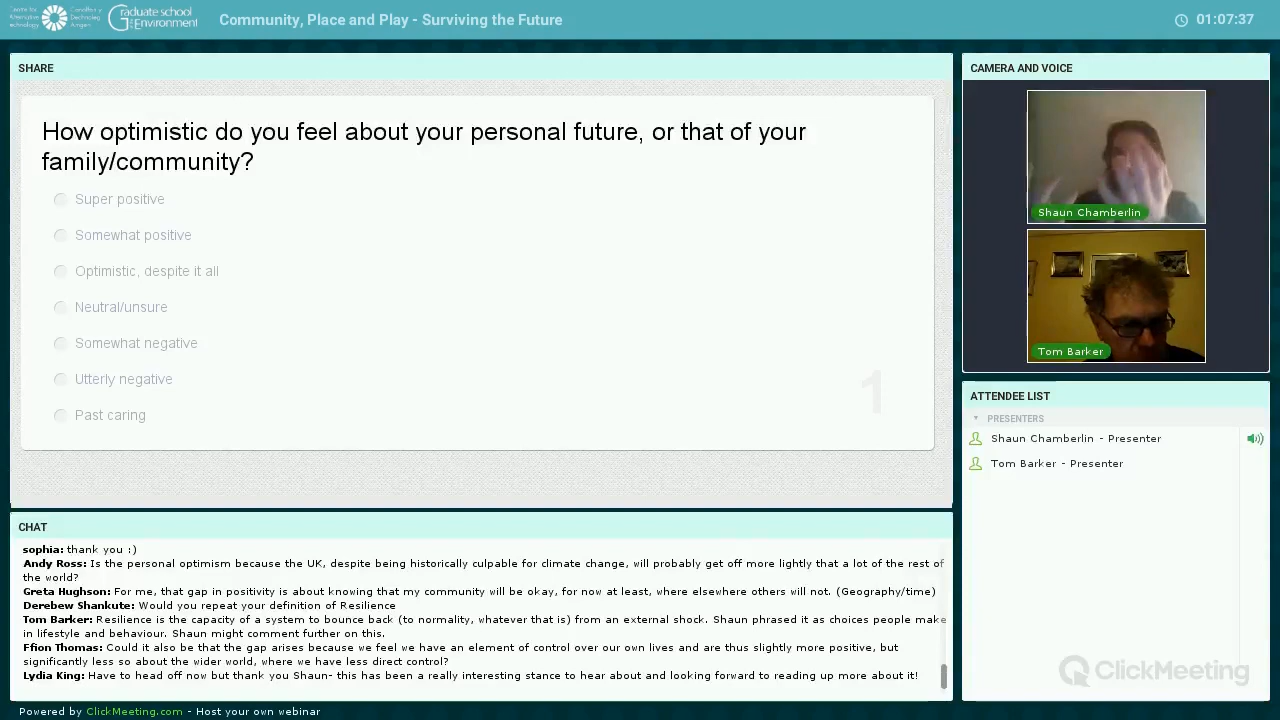 Centre for
Alternative
Technology
Canolfan y
Dechnoleg
Amgen
Graduate school
of the
Environment
Community, Place and Play - Surviving the Future
01:07:37
SHARE
How optimistic do you feel about your personal future, or that of your
family/community?
Super positive
Somewhat positive
Optimistic, despite it all
Neutral/unsure
Somewhat negative
Utterly negative
Past caring
1
CAMERA AND VOICE
Shaun Chamberlin
Tom Barker
ATTENDEE LIST
PRESENTERS
Shaun Chamberlin - Presenter
Tom Barker - Presenter
CHAT
sophia: thank you :)
Andy Ross: Is the personal optimism because the UK, despite being historically culpable for climate change, will probably get off more lightly that a lot of the rest of
the world?
Greta Hughson: For me, that gap in positivity is about knowing that my community will be okay, for now at least, where elsewhere others will not. (Geography/time)
Derebew Shankute: Would you repeat your definition of Resilience
Tom Barker: Resilience is the capacity of a system to bounce back (to normality, whatever that is) from an external shock. Shaun phrased it as choices people make
in lifestyle and behaviour. Shaun might comment further on this.
Ffion Thomas: Could it also be that the gap arises because we feel we have an element of control over our own lives and are thus slightly more positive, but
significantly less so about the wider world, where we have less direct control?
Lydia King: Have to head off now but thank you Shaun- this has been a really interesting stance to hear about and looking forward to reading up more about it!
ClickMeeting
Powered by ClickMeeting.com - Host your own webinar